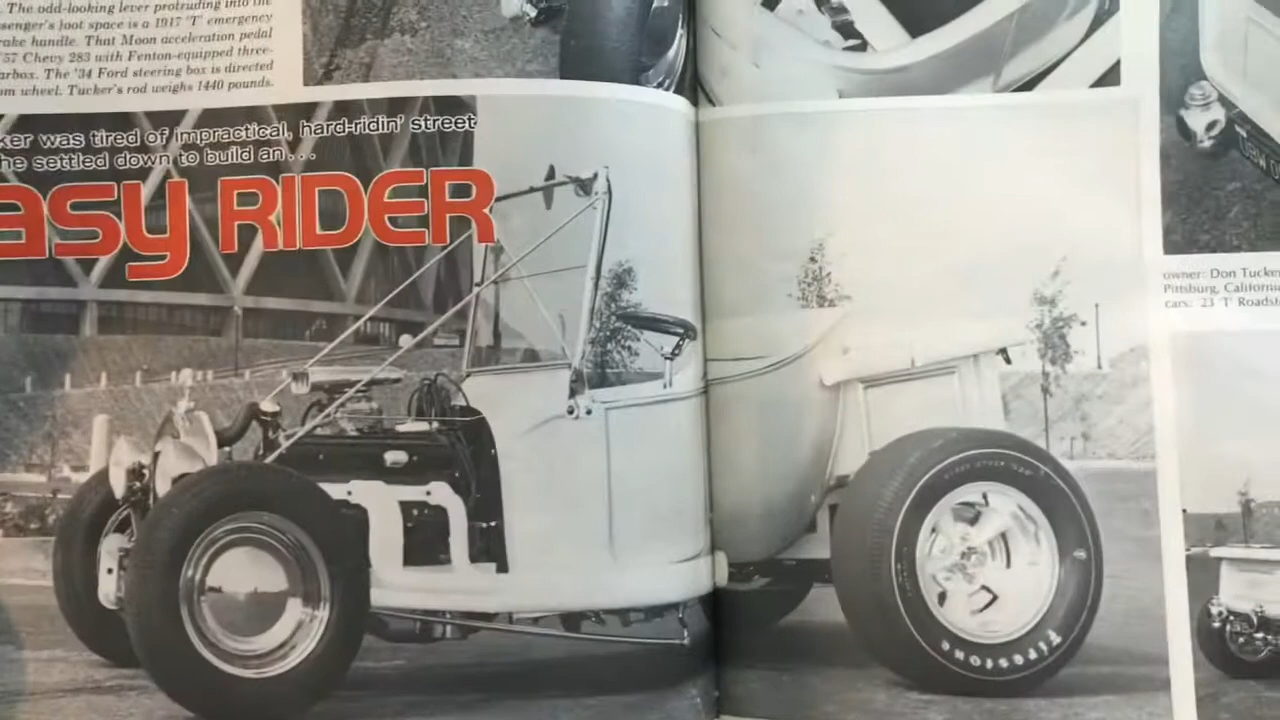 . The odd-looking lever protruding into the
senger's foot space is a 1917 'T' emergency
rake handle. That Moon acceleration pedal
'57 Chevy 283 with Fenton-equipped three-
arbox. The '34 Ford steering box is directed
om wheel. Tucker's rod weighs 1440 pounds.
ker was tired of impractical, hard-ridin' street
he settled down to build an...
asy RIDER
owner: Don Tucke
Pittsburg, Californi
cars: '23 'T' Roadst
Firestone